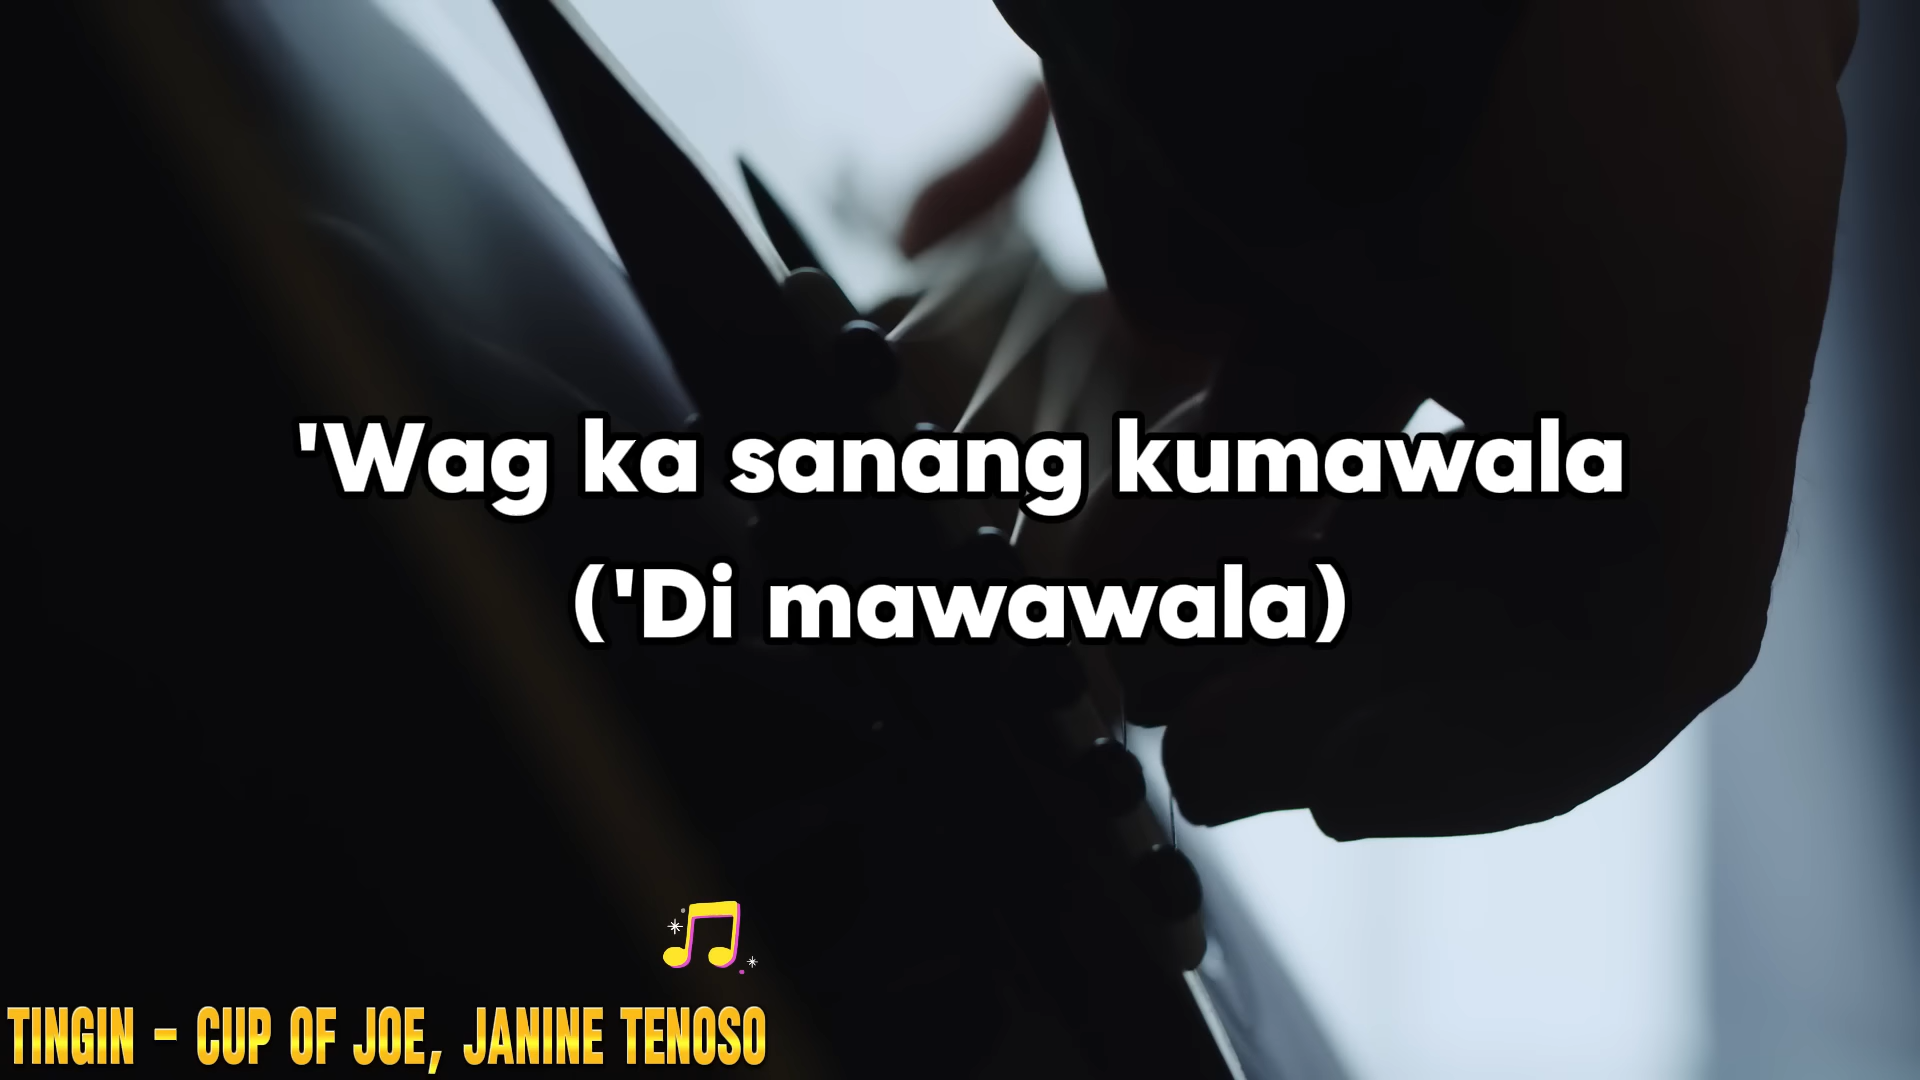 'Wag ka sanang kumawala
('Di mawawala)
TINGIN - CUP OF JOE, JANINE TENOSO